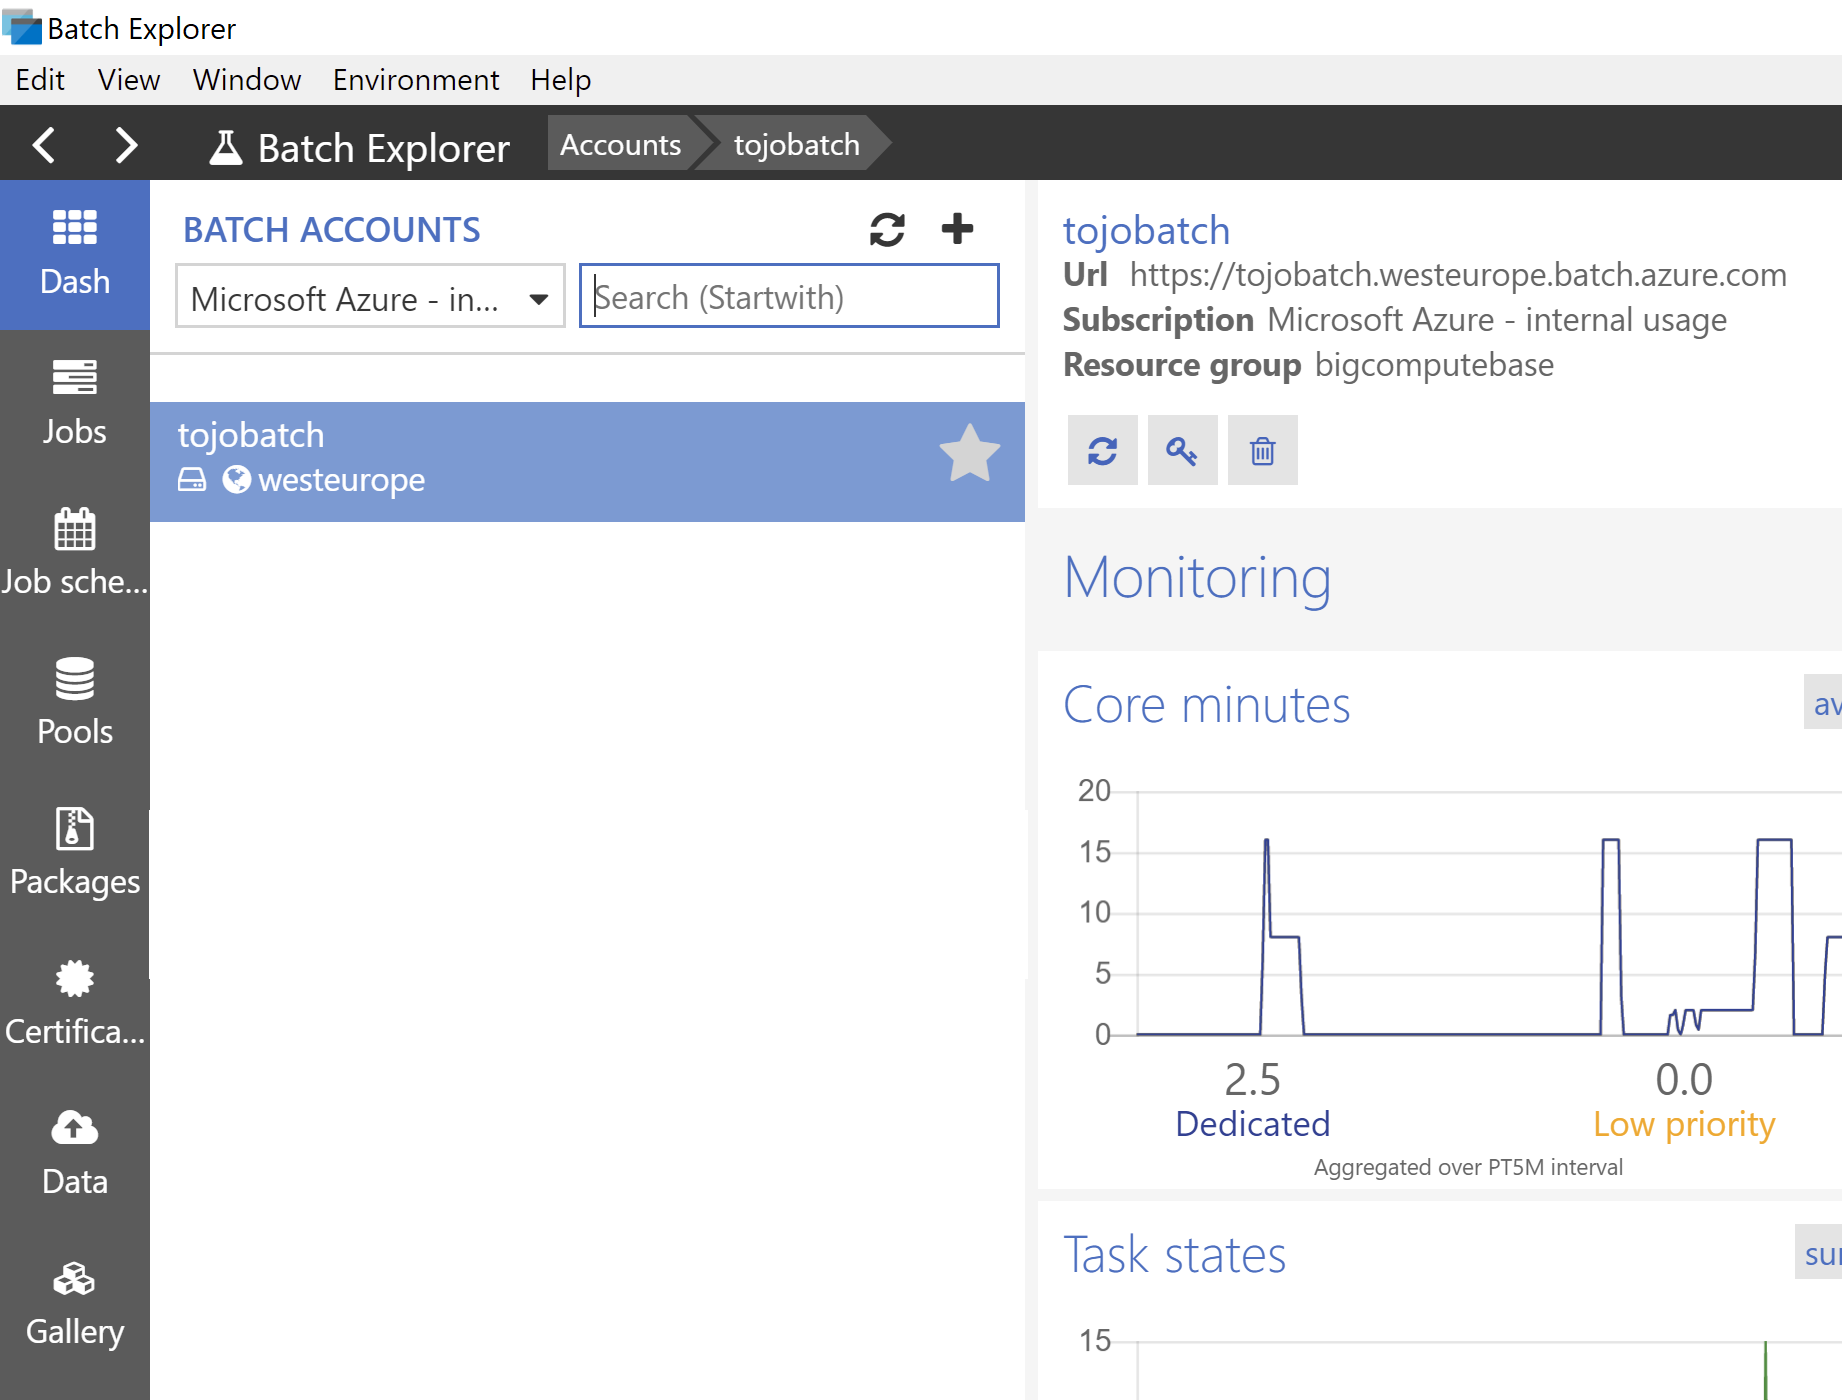 Batch Explorer
Edit View Window Environment Help
Batch Explorer Accounts tojobatch
Dash
Jobs
Job sche...
Pools
Packages
Certifica...
Data
Gallery
BATCH ACCOUNTS
Microsoft Azure - in... Search (Startwith)
tojobatch
westeurope
tojobatch
Url https://tojobatch.westeurope.batch.azure.com
Subscription Microsoft Azure - internal usage
Resource group bigcomputebase
Monitoring
Core minutes av
20
15
10
5
0
2.5 0.0
Dedicated Low priority
Aggregated over PT5M interval
Task states
15